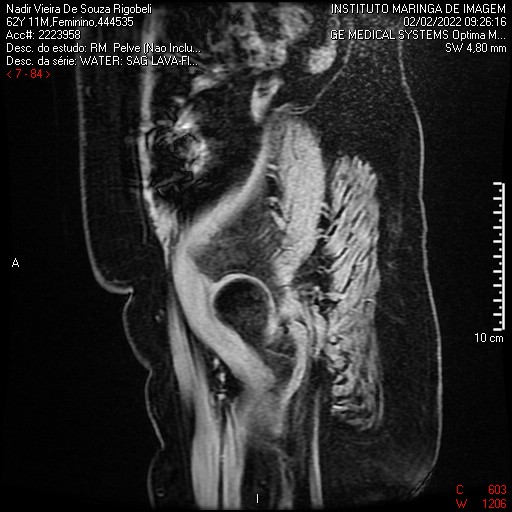 Nadir Vieira De Souza Rigobeli
INSTITUTO MARINGA DE IMAGEM
62Y 11M,Feminino,444535
02/02/2022 09:26:16
Acc#: 2223958
GE MEDICAL SYSTEMS Optima M...
Desc. do estudo: RM Pelve (Nao Inclu...
SW 4,80 mm
Desc. da série: WATER: SAG LAVA-Fl...
< 7 - 84 >
A
10 cm
I
C 603
W 1206